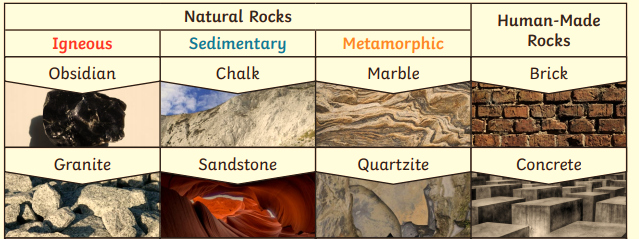 Natural Rocks
Human-Made
Rocks
Igneous Sedimentary Metamorphic
Obsidian Chalk Marble Brick
Granite Sandstone Quartzite Concrete